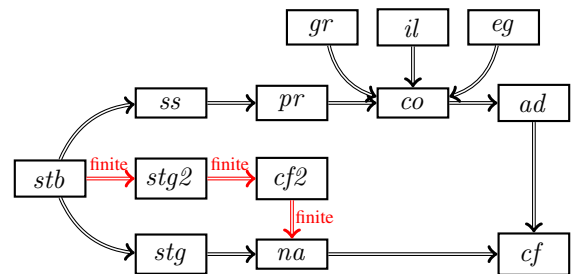 gr il eg
ss pr co ad
finite finite
stb stg2 cf2
finite
stg na cf